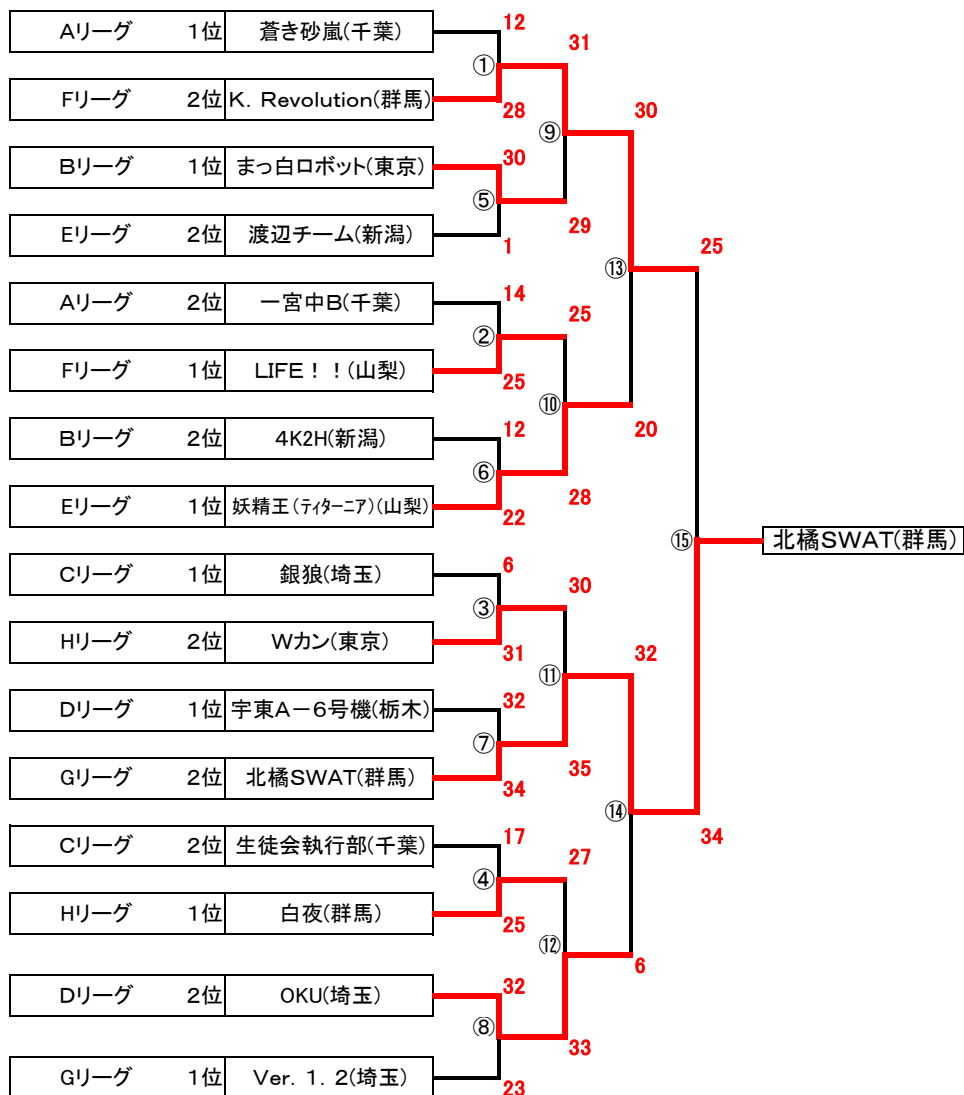 Aリーグ 1位 蒼き砂嵐(千葉) 12
31
①
Fリーグ 2位 K. Revolution(群馬) 28
30
⑨
Bリーグ 1位 まっ白ロボット(東京) 30
⑤
29
Eリーグ 2位 渡辺チーム(新潟) 1
25
⑬
Aリーグ 2位 一宮中B(千葉) 14
25
②
Fリーグ 1位 LIFE!!(山梨) 25
⑩
20
Bリーグ 2位 4K2H(新潟) 12
⑥
28
Eリーグ 1位 妖精王(ティターニア)(山梨) 22
⑮ 北橘SWAT(群馬)
Cリーグ 1位 銀狼(埼玉) 6
30
③
Hリーグ 2位 Wカン(東京) 31
32
⑪
Dリーグ 1位 宇東A-6号機(栃木) 32
⑦
35
Gリーグ 2位 北橘SWAT(群馬) 34
⑭
34
Cリーグ 2位 生徒会執行部(千葉) 17
27
④
Hリーグ 1位 白夜(群馬) 25
⑫
6
Dリーグ 2位 OKU(埼玉) 32
⑧
33
Gリーグ 1位 Ver. 1. 2(埼玉) 23